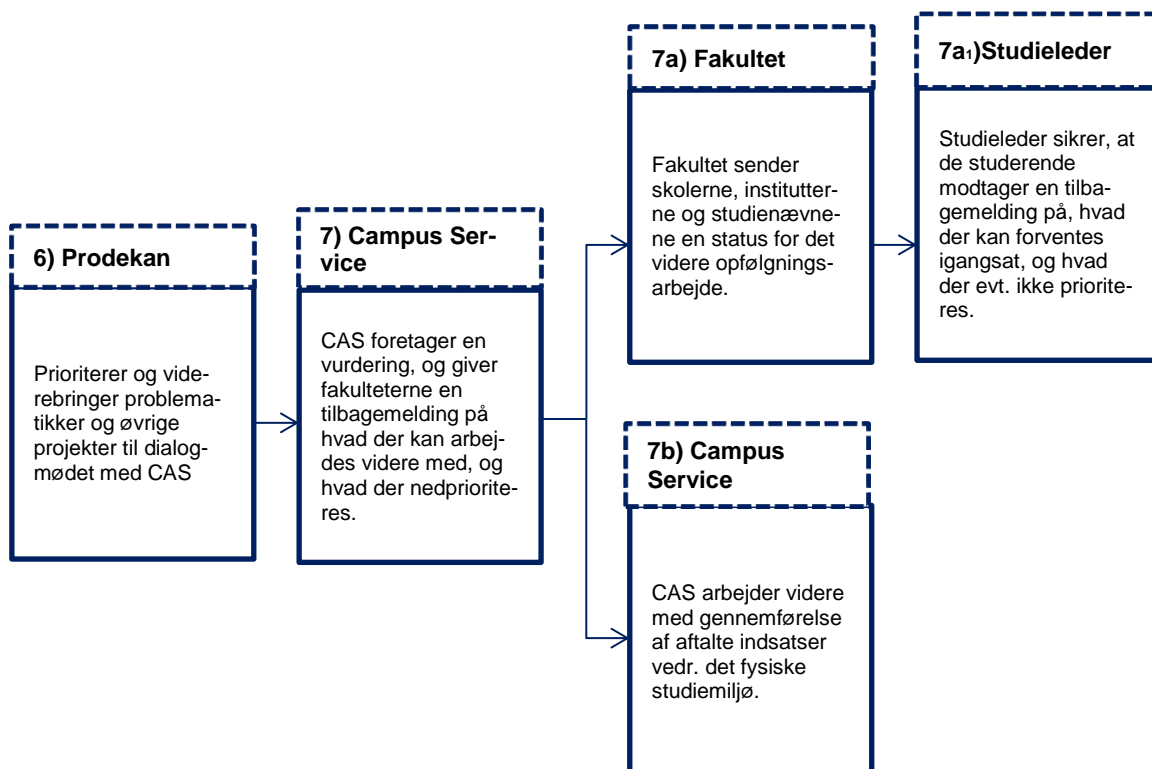 6) Prodekan
Prioriterer og vide-
rebringer problema-
tikker og øvrige
projekter til dialog-
mødet med CAS
7) Campus Ser-
vice
CAS foretager en
vurdering, og giver
fakulteterne en
tilbagemelding på
hvad der kan arbej-
des videre med, og
hvad der nedpriorite-
res.
7a) Fakultet
Fakultet sender
skolerne, institutter-
ne og studienævne-
ne en status for det
videre opfølgnings-
arbejde.
7a1)Studieleder
Studieleder sikrer, at
de studerende
modtager en tilba-
gemelding på, hvad
der kan forventes
igangsat, og hvad
der evt. ikke priorite-
res.
7b) Campus
Service
CAS arbejder videre
med gennemførelse
af aftalte indsatser
vedr. det fysiske
studiemiljø.